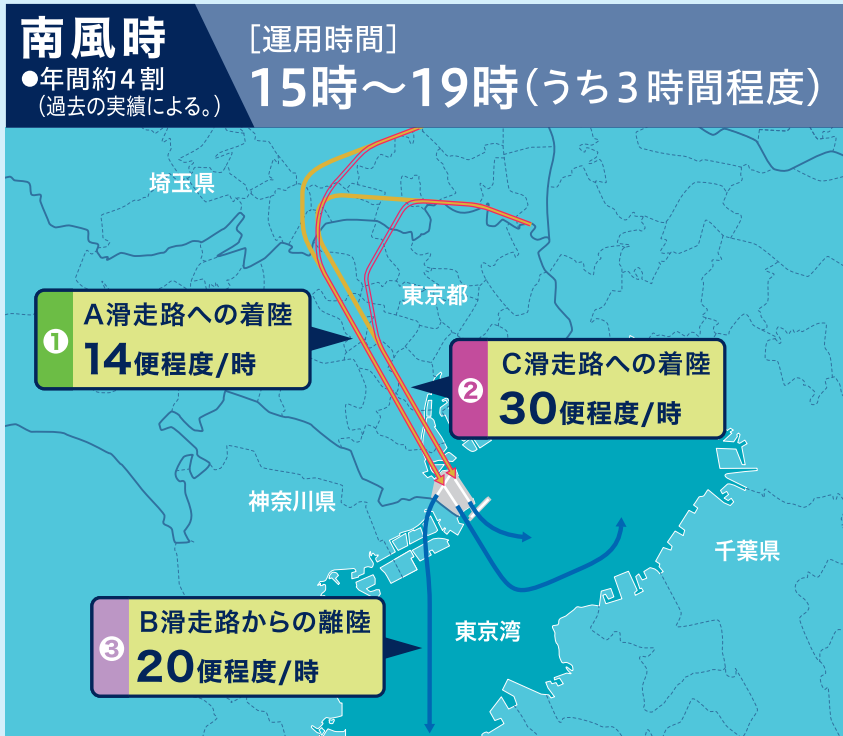 南風時
●年間約4割
（過去の実績による。）
［運用時間］
15時～19時（うち3時間程度）
埼玉県
東京都
❶
A滑走路への着陸
14便程度/時
❷
C滑走路への着陸
30便程度/時
神奈川県
千葉県
❸
B滑走路からの離陸
20便程度/時
東京湾